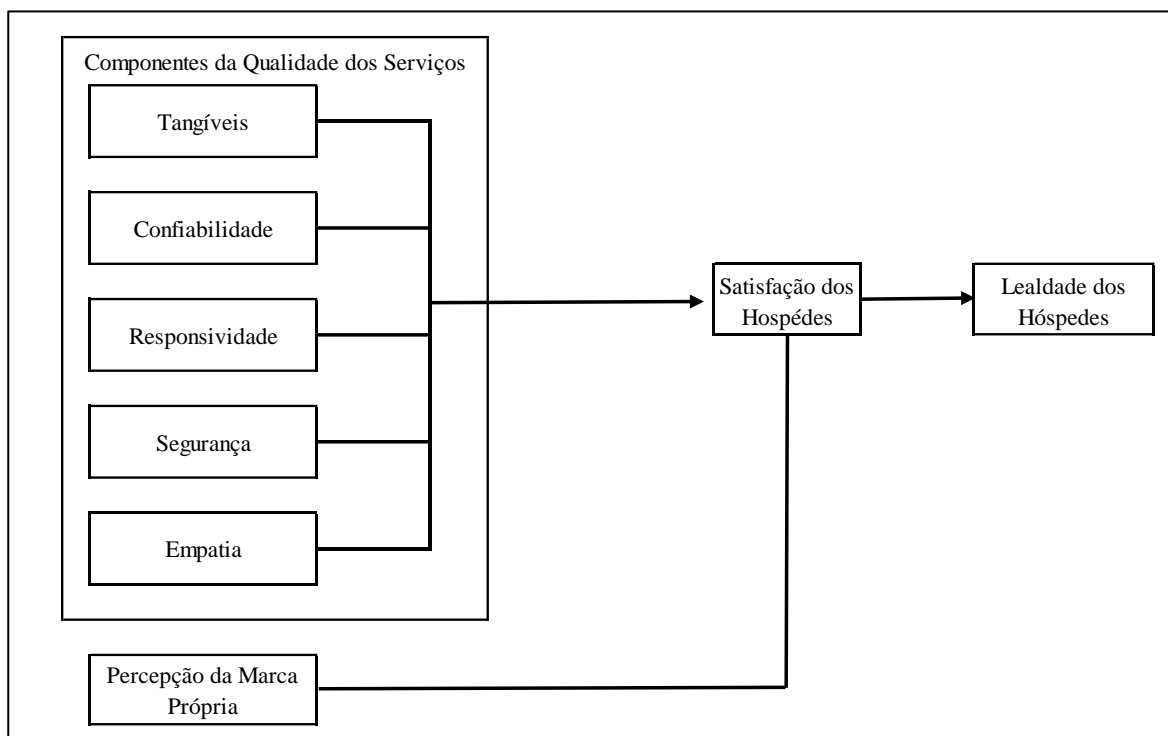 Componentes da Qualidade dos Serviços
Tangíveis
Confiabilidade
Responsividade
Segurança
Empatia
Percepção da Marca
Própria
Satisfação dos
Hospédes
Lealdade dos
Hóspedes